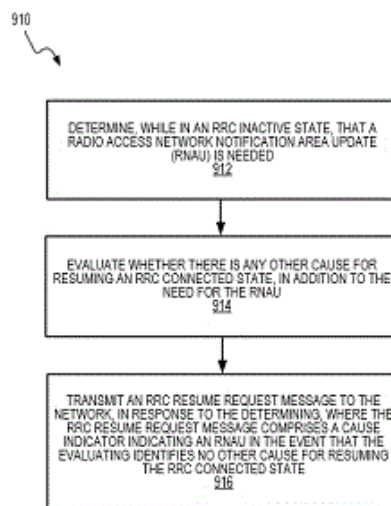 910
DETERMINE, WHILE IN AN RRC INACTIVE STATE, THAT A
RADIO ACCESS NETWORK NOTIFICATION AREA UPDATE
(RNAU) IS NEEDED
912
EVALUATE WHETHER THERE IS ANY OTHER CAUSE FOR
RESUMING AN RRC CONNECTED STATE, IN ADDITION TO THE
NEED FOR THE RNAU
914
TRANSMIT AN RRC RESUME REQUEST MESSAGE TO THE
NETWORK, IN RESPONSE TO THE DETERMINING, WHERE THE
RRC RESUME REQUEST MESSAGE COMPRISES A CAUSE
INDICATOR INDICATING AN RNAU IN THE EVENT THAT THE
EVALUATING IDENTIFIES NO OTHER CAUSE FOR RESUMING
THE RRC CONNECTED STATE
916